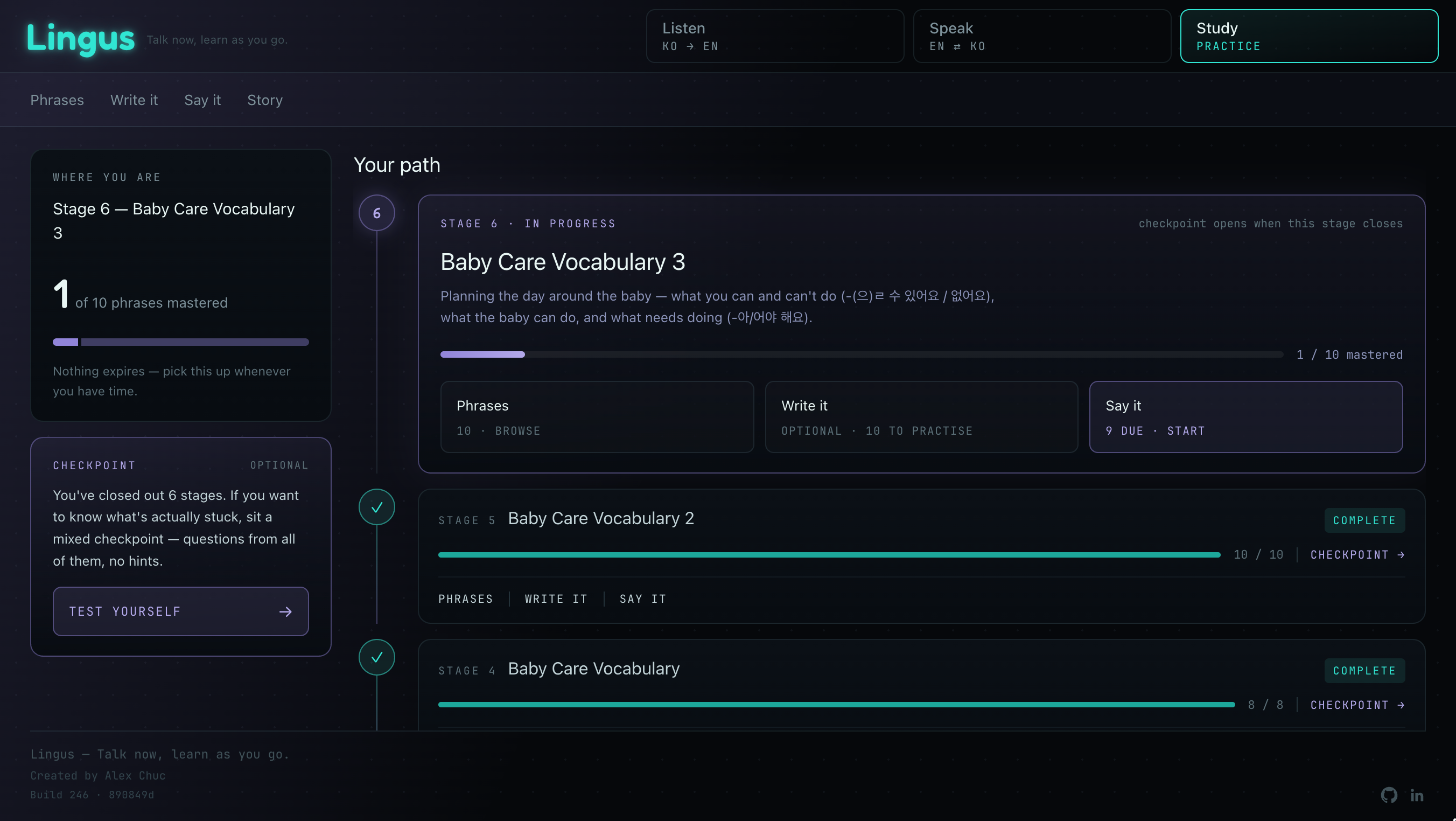 Lingus
Talk now, learn as you go.
Listen
KO → EN
Speak
EN ⇄ KO
Study
PRACTICE
Phrases
Write it
Say it
Story
WHERE YOU ARE
Stage 6 — Baby Care Vocabulary
3
1 of 10 phrases mastered
Nothing expires — pick this up whenever
you have time.
CHECKPOINT
OPTIONAL
You've closed out 6 stages. If you want
to know what's actually stuck, sit a
mixed checkpoint — questions from all
of them, no hints.
TEST YOURSELF →
Your path
6
STAGE 6 · IN PROGRESS
checkpoint opens when this stage closes
Baby Care Vocabulary 3
Planning the day around the baby — what you can and can't do (-(으)ㄹ 수 있어요 / 없어요),
what the baby can do, and what needs doing (-아/어야 해요).
1 / 10 mastered
Phrases
10 · BROWSE
Write it
OPTIONAL · 10 TO PRACTISE
Say it
9 DUE · START
STAGE 5 Baby Care Vocabulary 2
COMPLETE
10 / 10
CHECKPOINT →
PHRASES
WRITE IT
SAY IT
STAGE 4 Baby Care Vocabulary
COMPLETE
8 / 8
CHECKPOINT →
Lingus — Talk now, learn as you go.
Created by Alex Chuc
Build 246 · 890849d